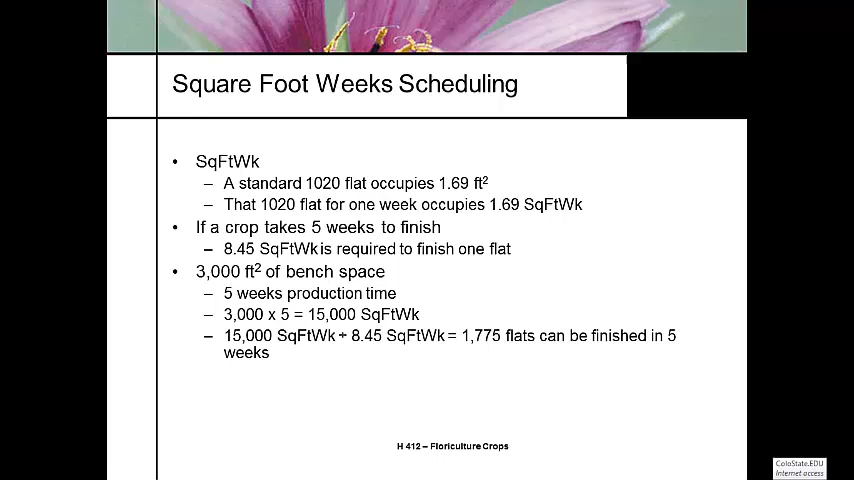 Square Foot Weeks Scheduling
• SqFtWk
– A standard 1020 flat occupies 1.69 ft²
– That 1020 flat for one week occupies 1.69 SqFtWk
• If a crop takes 5 weeks to finish
– 8.45 SqFtWk is required to finish one flat
• 3,000 ft² of bench space
– 5 weeks production time
– 3,000 x 5 = 15,000 SqFtWk
– 15,000 SqFtWk ÷ 8.45 SqFtWk = 1,775 flats can be finished in 5
weeks
H 412 – Floriculture Crops
ColoState.EDU
Internet access